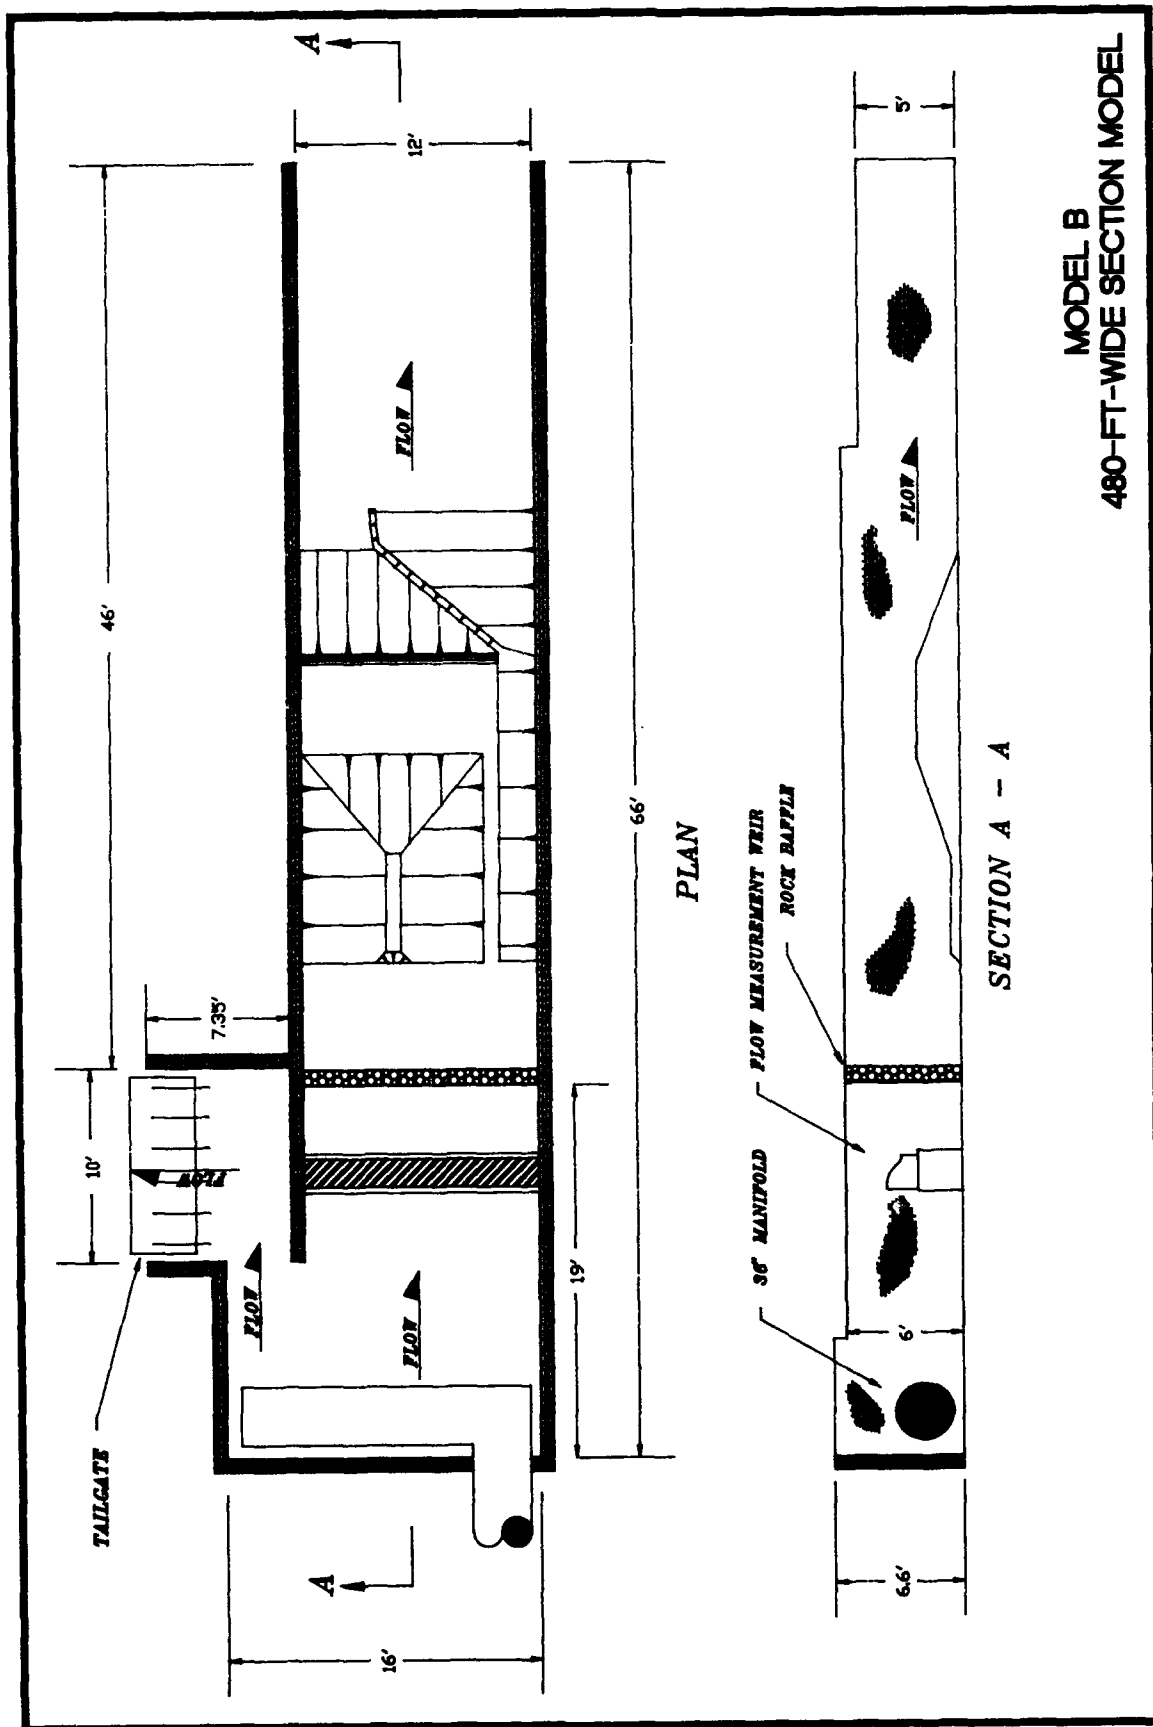 A
12'
46'
FLOW
66'
7.35'
10'
FLOW
TAILGATE
FLOW
FLOW
19'
A
16'
PLAN
5'
FLOW
FLOW MEASUREMENT WEIR
ROCK BAFFLE
36" MANIFOLD
6'
6.6'
SECTION A - A
MODEL B
480-FT-WIDE SECTION MODEL